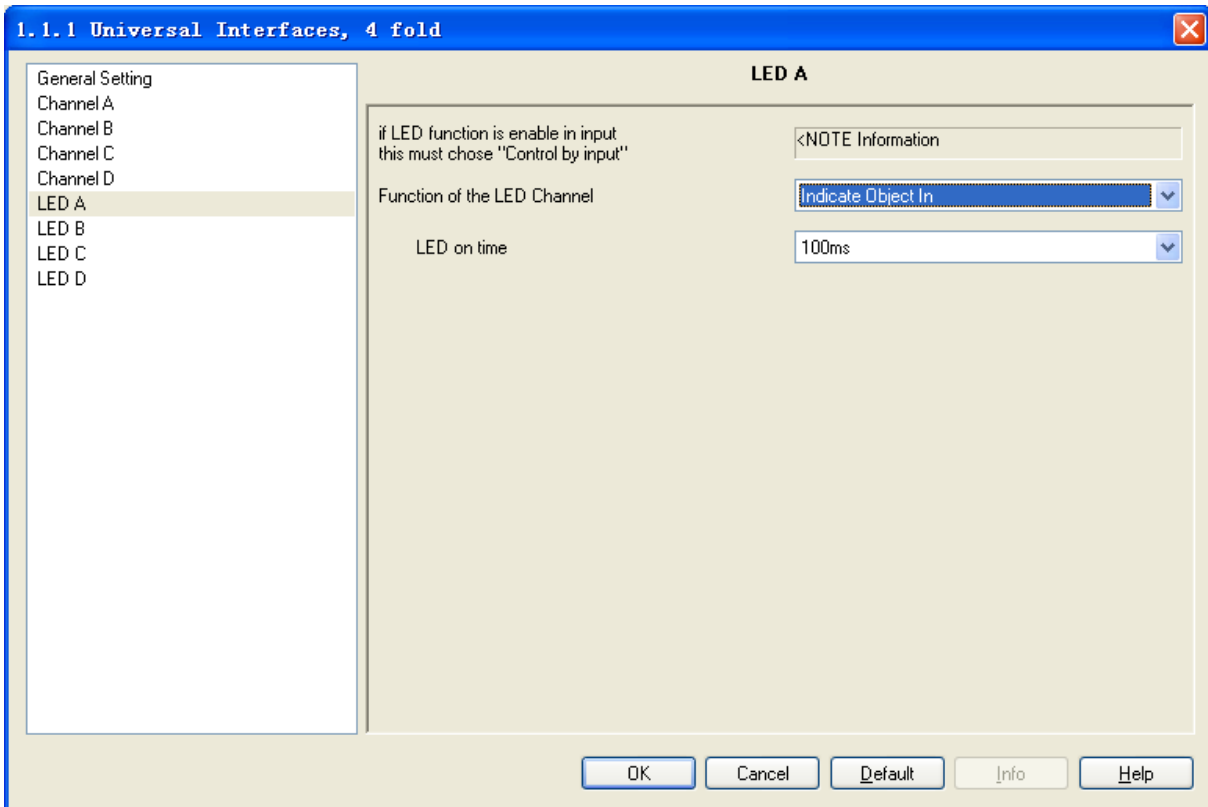 1.1.1 Universal Interfaces, 4 fold
General Setting
Channel A
Channel B
Channel C
Channel D
LED A
LED B
LED C
LED D
LED A
if LED function is enable in input
this must chose "Control by input"
<NOTE Information
Function of the LED Channel
Indicate Object In
LED on time
100ms
OK
Cancel
Default
Info
Help